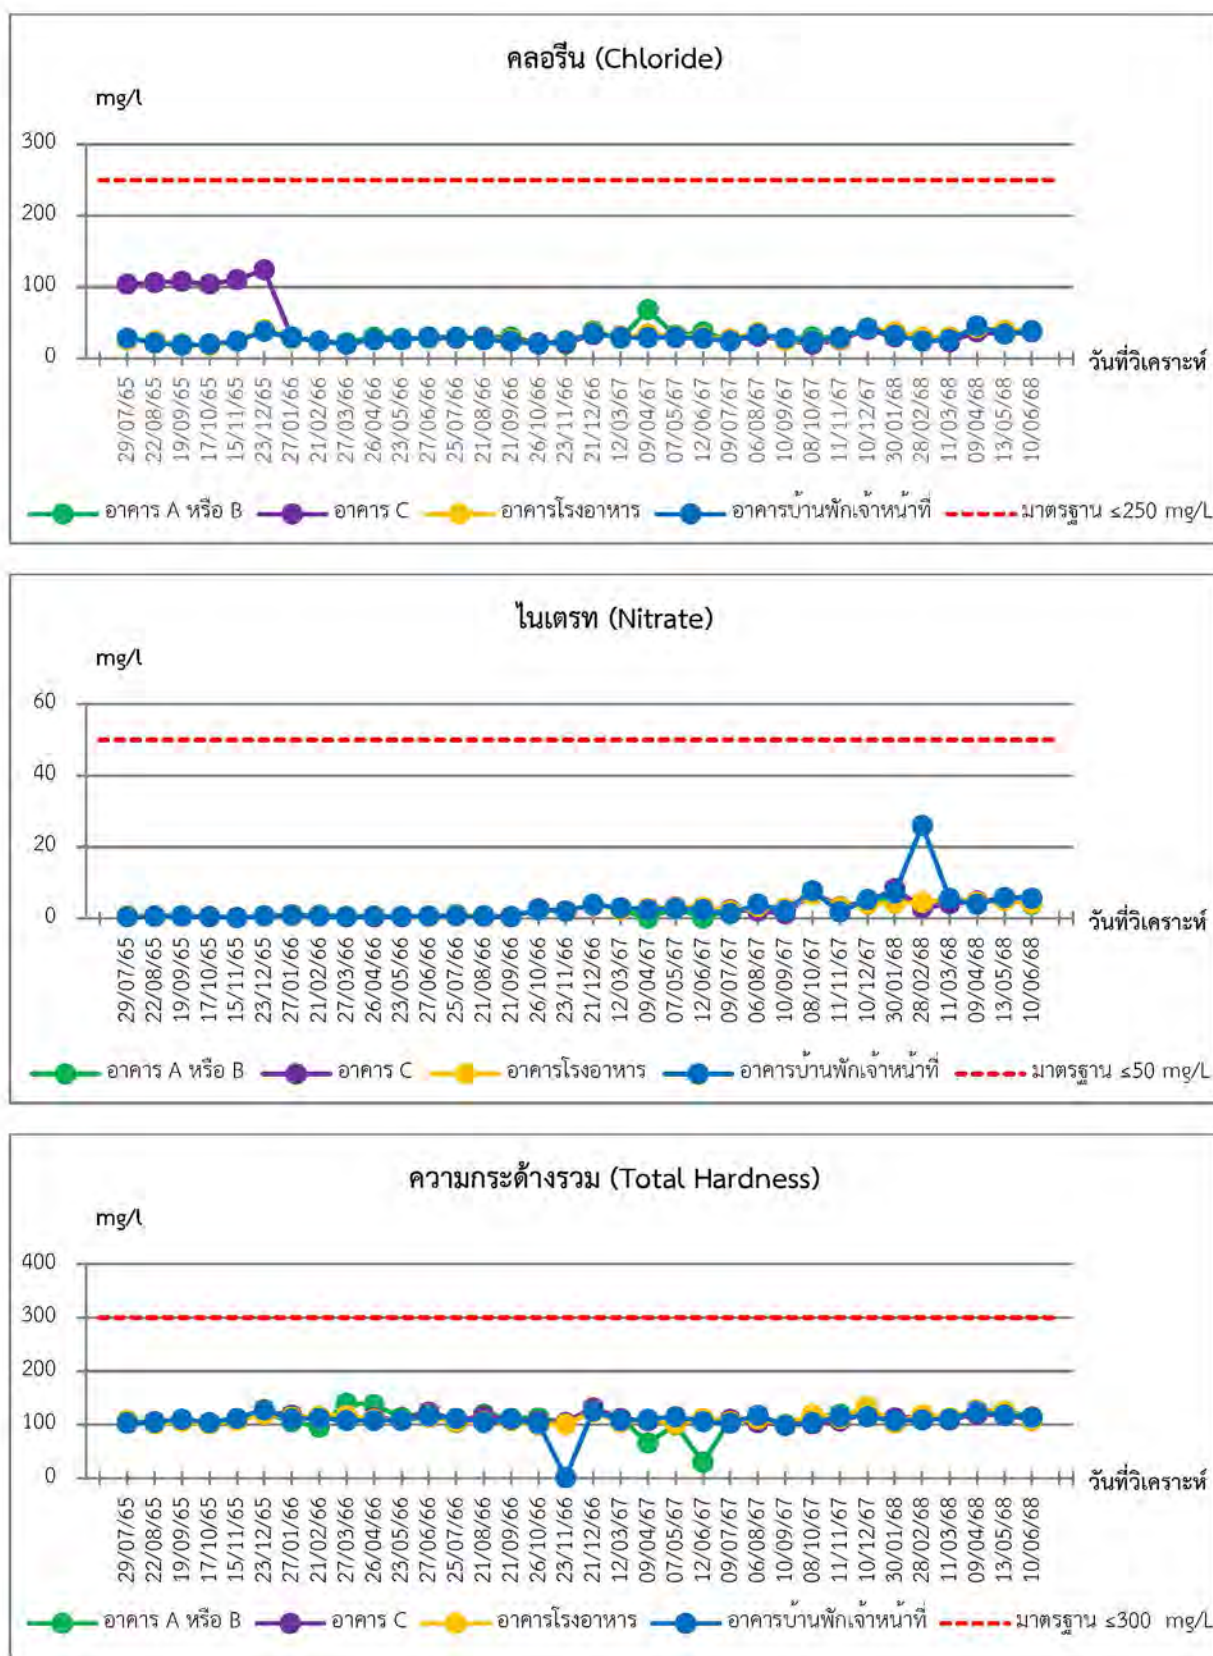 คลอรีน (Chloride)
mg/l
300
200
100
0
วันที่วิเคราะห์
29/07/65 22/08/65 19/09/65 17/10/65 15/11/65 23/12/65 27/01/66 21/02/66 27/03/66 26/04/66 23/05/66 27/06/66 25/07/66 21/08/66 21/09/66 26/10/66 23/11/66 21/12/66 12/03/67 09/04/67 07/05/67 12/06/67 09/07/67 06/08/67 10/09/67 08/10/67 11/11/67 10/12/67 30/01/68 28/02/68 11/03/68 09/04/68 13/05/68 10/06/68
อาคาร A หรือ B อาคาร C อาคารโรงอาหาร อาคารบ้านพักเจ้าหน้าที่ มาตรฐาน ≤250 mg/L
ไนเตรท (Nitrate)
mg/l
60
40
20
0
วันที่วิเคราะห์
29/07/65 22/08/65 19/09/65 17/10/65 15/11/65 23/12/65 27/01/66 21/02/66 27/03/66 26/04/66 23/05/66 27/06/66 25/07/66 21/08/66 21/09/66 26/10/66 23/11/66 21/12/66 12/03/67 09/04/67 07/05/67 12/06/67 09/07/67 06/08/67 10/09/67 08/10/67 11/11/67 10/12/67 30/01/68 28/02/68 11/03/68 09/04/68 13/05/68 10/06/68
อาคาร A หรือ B อาคาร C อาคารโรงอาหาร อาคารบ้านพักเจ้าหน้าที่ มาตรฐาน ≤50 mg/L
ความกระด้างรวม (Total Hardness)
mg/l
400
300
200
100
0
วันที่วิเคราะห์
29/07/65 22/08/65 19/09/65 17/10/65 15/11/65 23/12/65 27/01/66 21/02/66 27/03/66 26/04/66 23/05/66 27/06/66 25/07/66 21/08/66 21/09/66 26/10/66 23/11/66 21/12/66 12/03/67 09/04/67 07/05/67 12/06/67 09/07/67 06/08/67 10/09/67 08/10/67 11/11/67 10/12/67 30/01/68 28/02/68 11/03/68 09/04/68 13/05/68 10/06/68
อาคาร A หรือ B อาคาร C อาคารโรงอาหาร อาคารบ้านพักเจ้าหน้าที่ มาตรฐาน ≤300 mg/L